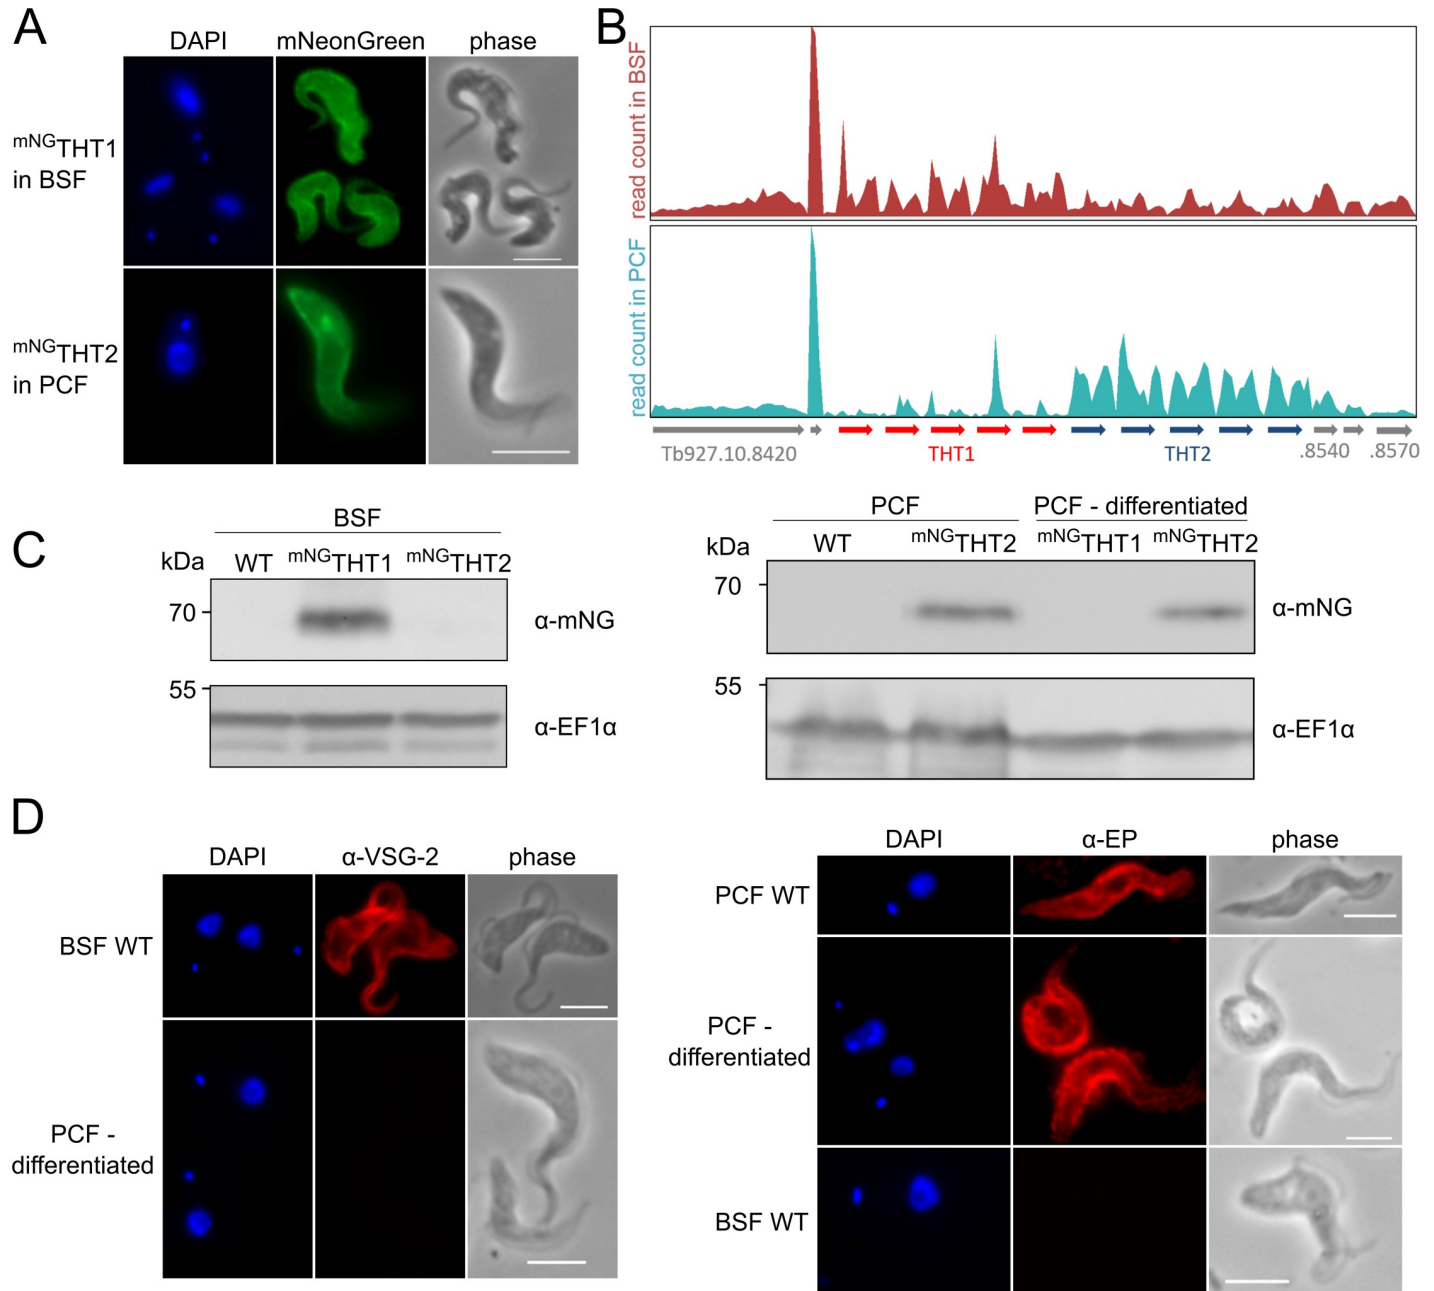 A
DAPI mNeonGreen phase
mNGTHT1
in BSF
mNGTHT2
in PCF
B
read count in BSF
read count in PCF
Tb927.10.8420 THT1 THT2 .8540 .8570
C
BSF
kDa WT mNGTHT1 mNGTHT2
70 α-mNG
55 α-EF1α
PCF PCF - differentiated
kDa WT mNGTHT2 mNGTHT1 mNGTHT2
70 α-mNG
55 α-EF1α
D
DAPI α-VSG-2 phase
BSF WT
PCF -
differentiated
DAPI α-EP phase
PCF WT
PCF -
differentiated
BSF WT